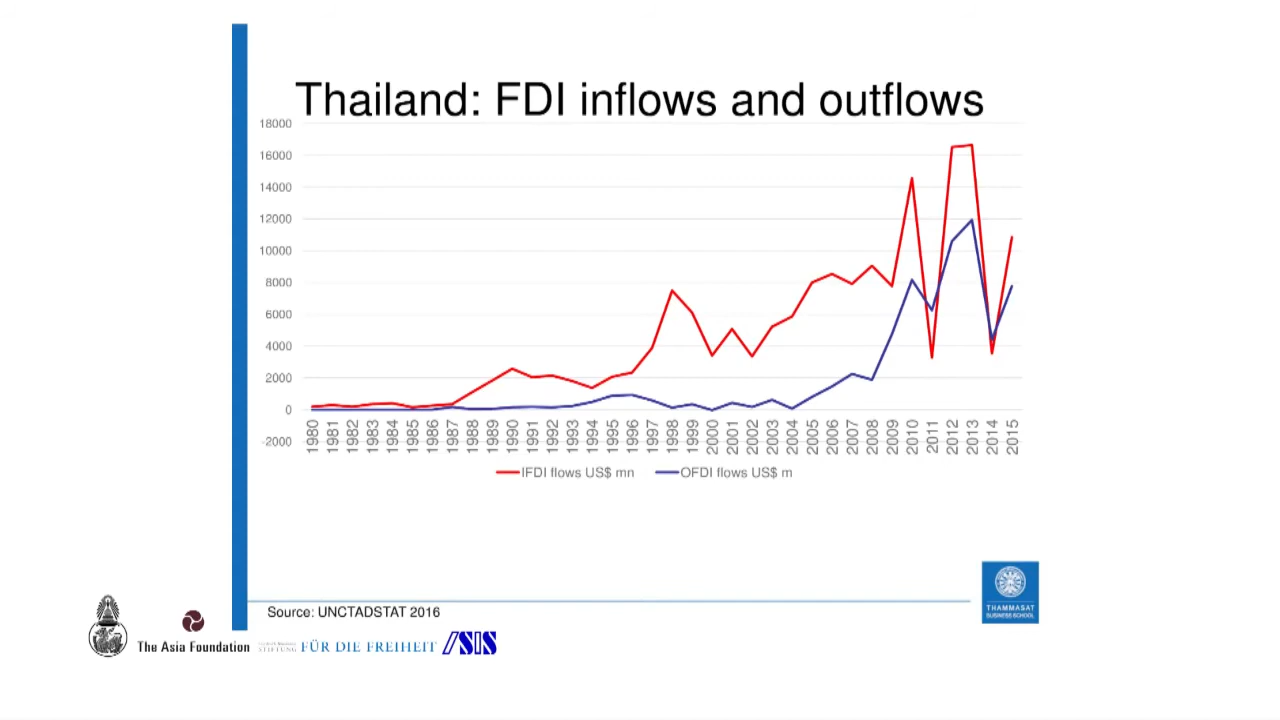 Thailand: FDI inflows and outflows
18000
16000
14000
12000
10000
8000
6000
4000
2000
0
-2000
1980 1981 1982 1983 1984 1985 1986 1987 1988 1989 1990 1991 1992 1993 1994 1995 1996 1997 1998 1999 2000 2001 2002 2003 2004 2005 2006 2007 2008 2009 2010 2011 2012 2013 2014 2015
IFDI flows US$ mn OFDI flows US$ m
THAMMASAT
BUSINESS SCHOOL
Source: UNCTADSTAT 2016
The Asia Foundation
STIFTUNG FÜR DIE FREIHEIT
ISIS